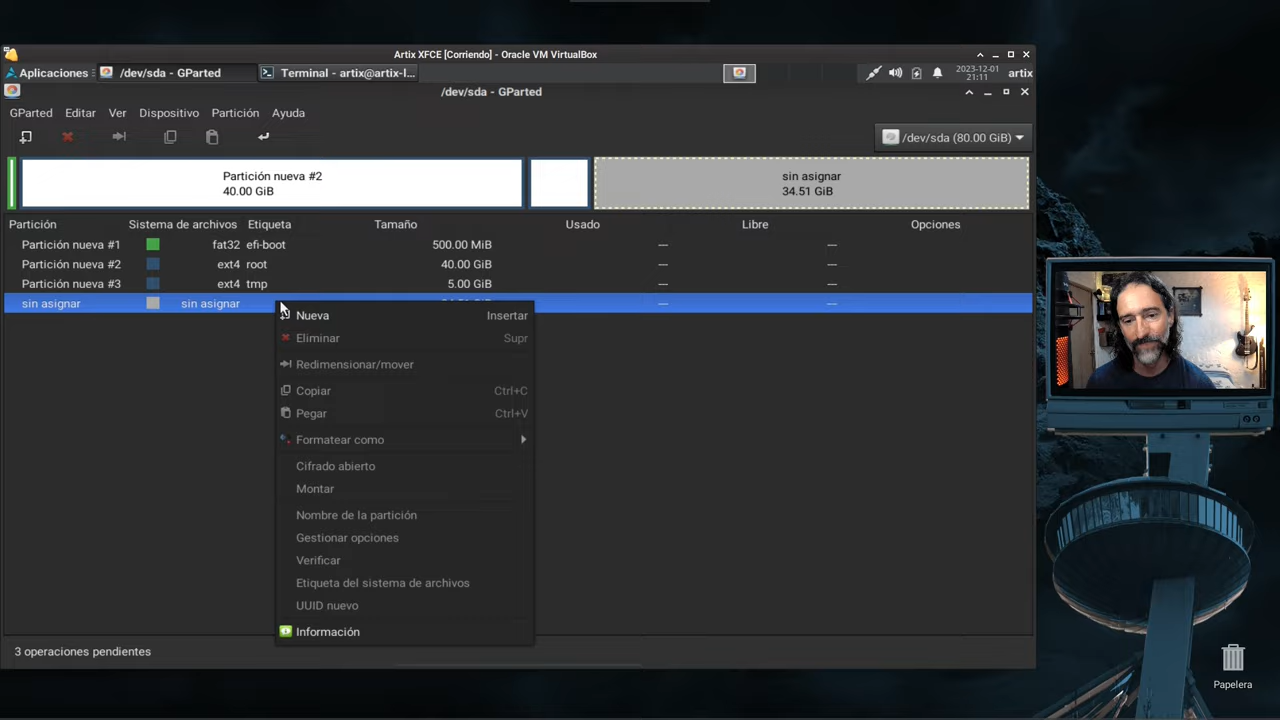 Artix XFCE [Corriendo] - Oracle VM VirtualBox
Aplicaciones
/dev/sda - GParted
Terminal - artix@artix-l...
2023-12-01
21:11
artix
/dev/sda - GParted
GParted Editar Ver Dispositivo Partición Ayuda
/dev/sda (80.00 GiB)
Partición nueva #2
40.00 GiB
sin asignar
34.51 GiB
Partición Sistema de archivos Etiqueta Tamaño Usado Libre Opciones
Partición nueva #1 fat32 efi-boot 500.00 MiB --- ---
Partición nueva #2 ext4 root 40.00 GiB --- ---
Partición nueva #3 ext4 tmp 5.00 GiB --- ---
sin asignar sin asignar --- ---
Nueva Insertar
Eliminar Supr
Redimensionar/mover
Copiar Ctrl+C
Pegar Ctrl+V
Formatear como
Cifrado abierto
Montar
Nombre de la partición
Gestionar opciones
Verificar
Etiqueta del sistema de archivos
UUID nuevo
Información
3 operaciones pendientes
Papelera